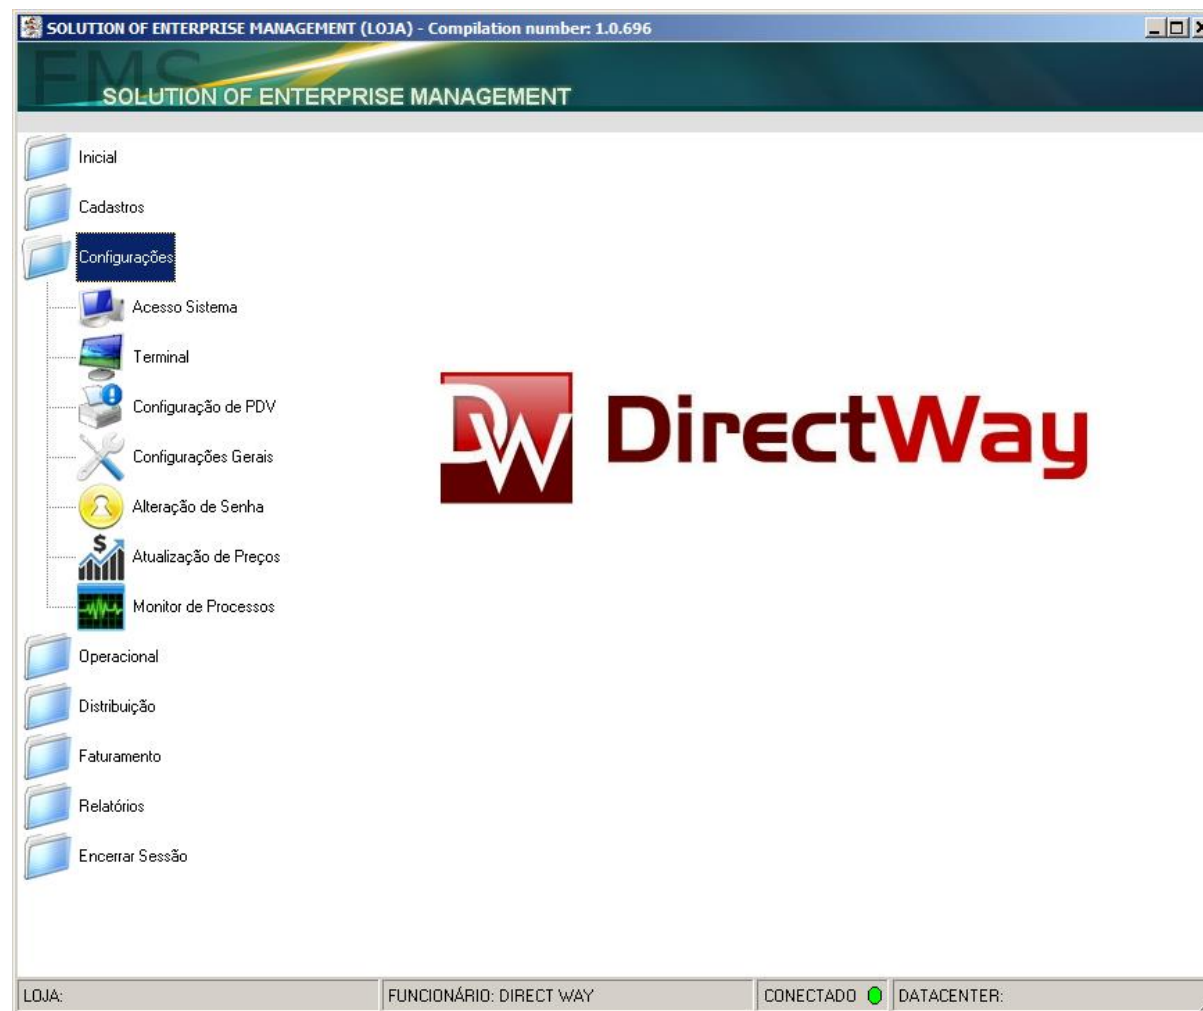 SOLUTION OF ENTERPRISE MANAGEMENT (LOJA) - Compilation number: 1.0.696
SOLUTION OF ENTERPRISE MANAGEMENT
Inicial
Cadastros
Configurações
Acesso Sistema
Terminal
Configuração de PDV
Configurações Gerais
Alteração de Senha
Atualização de Preços
Monitor de Processos
DW DirectWay
Operacional
Distribuição
Faturamento
Relatórios
Encerrar Sessão
LOJA: FUNCIONÁRIO: DIRECT WAY CONECTADO DATACENTER: